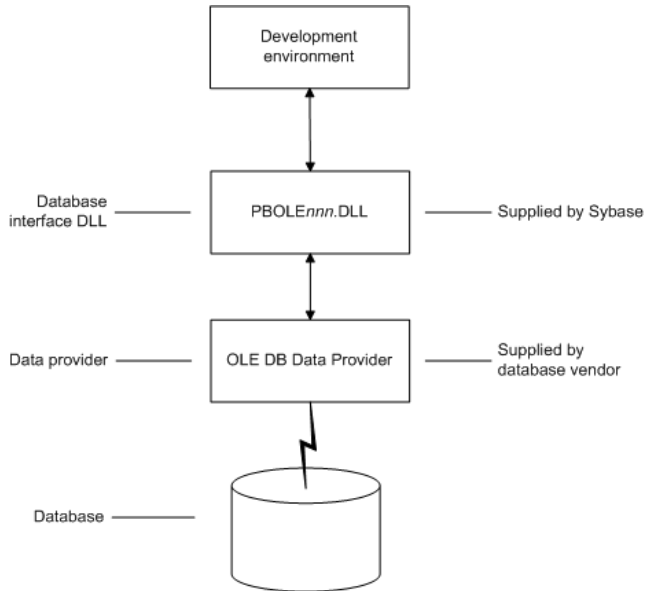 Development
environment
Database
interface DLL
PBOLEnnn.DLL
Supplied by Sybase
Data provider
OLE DB Data Provider
Supplied by
database vendor
Database